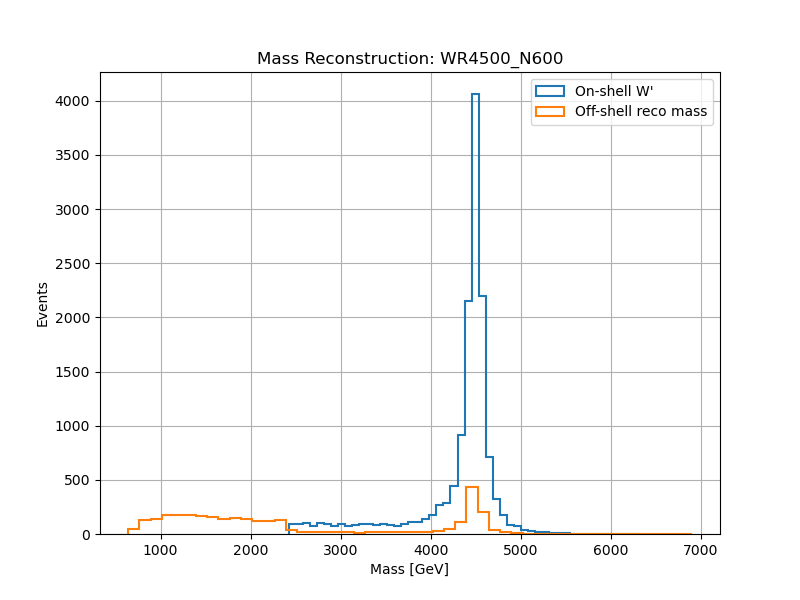 Mass Reconstruction: WR4500_N600
On-shell W'
Off-shell reco mass
Events
4000
3500
3000
2500
2000
1500
1000
500
0
1000 2000 3000 4000 5000 6000 7000
Mass [GeV]